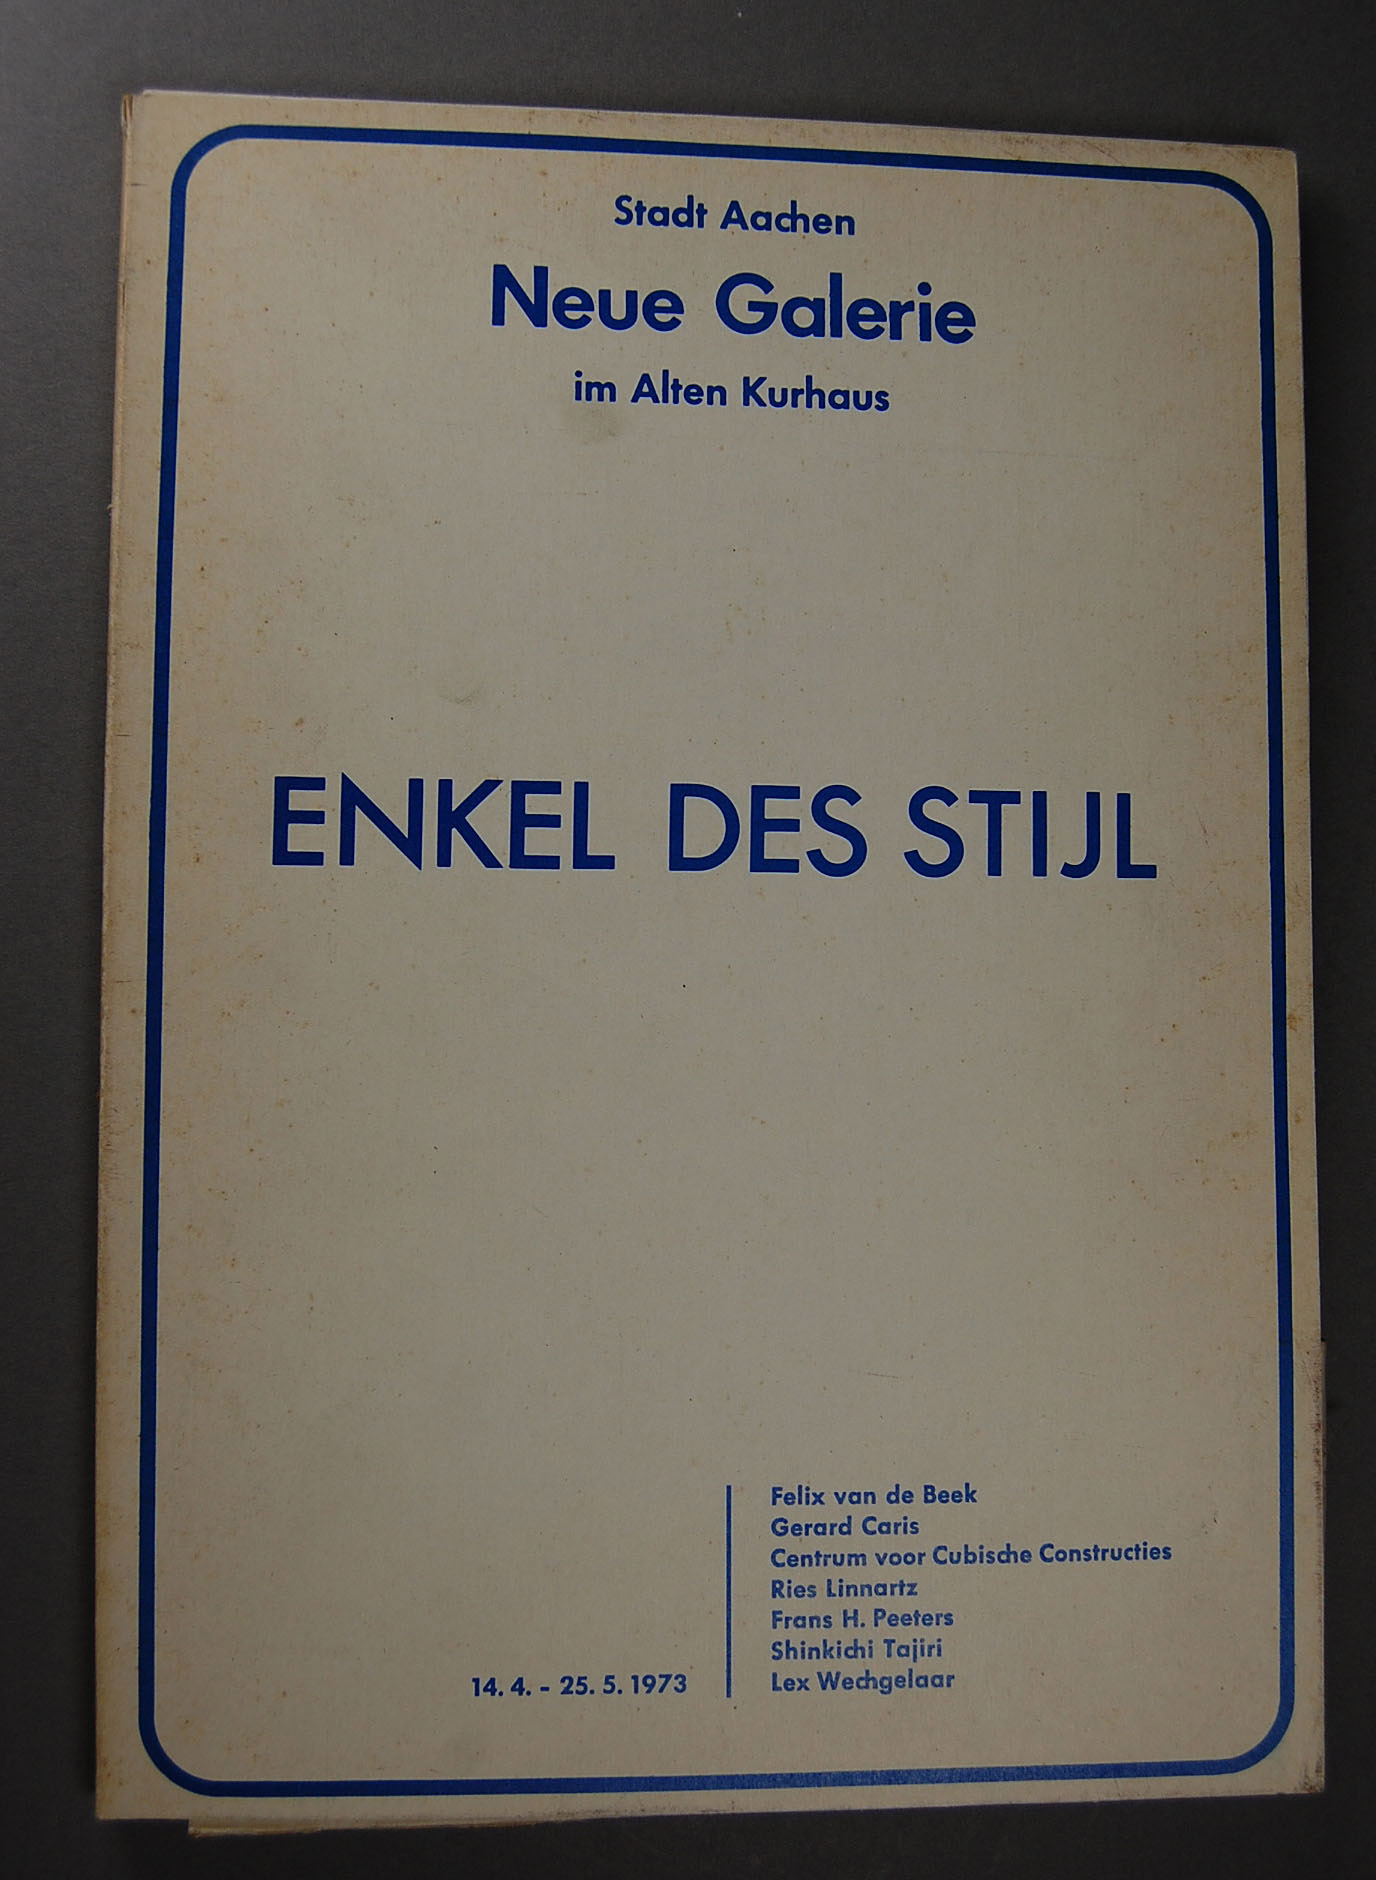 Stadt Aachen
Neue Galerie
im Alten Kurhaus
ENKEL DES STIJL
Felix van de Beek
Gerard Caris
Centrum voor Cubische Constructies
Ries Linnartz
Frans H. Peeters
Shinkichi Tajiri
Lex Wechgelaar
14. 4. - 25. 5. 1973